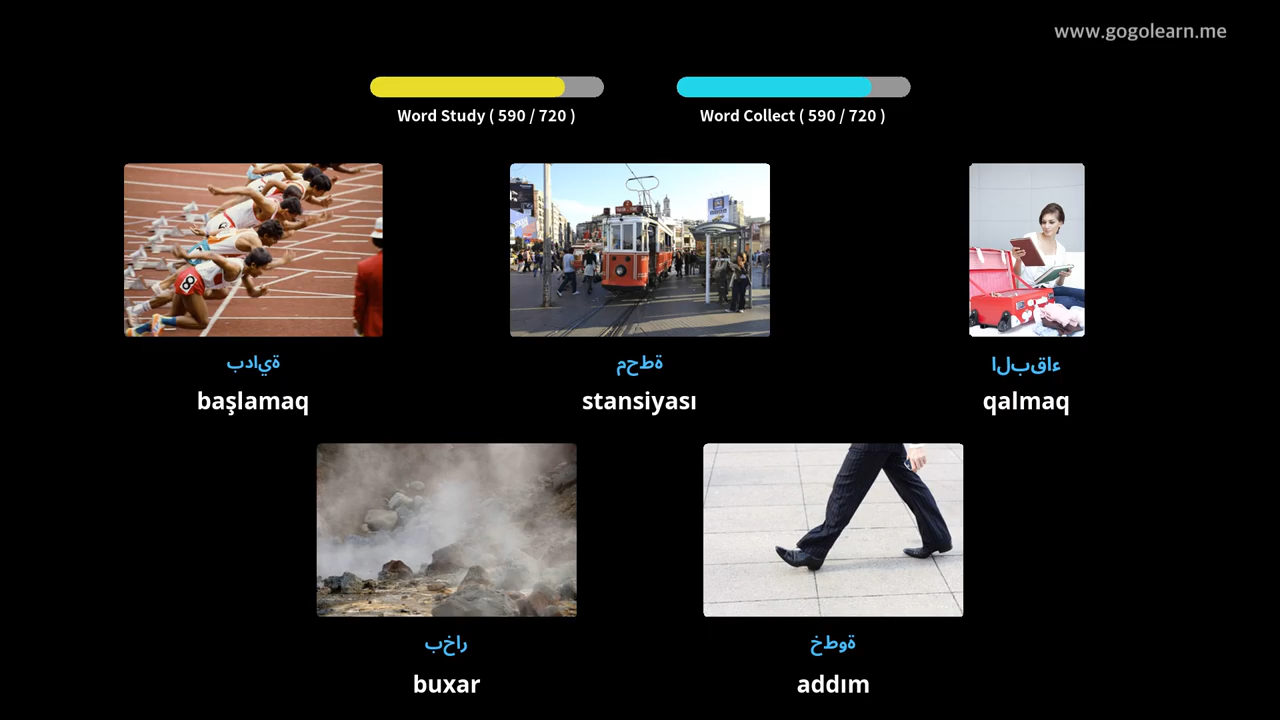 www.gogolearn.me
Word Study ( 590 / 720 )
Word Collect ( 590 / 720 )
بداية
محطة
البقاء
başlamaq
stansiyası
qalmaq
بخار
خطوة
buxar
addım